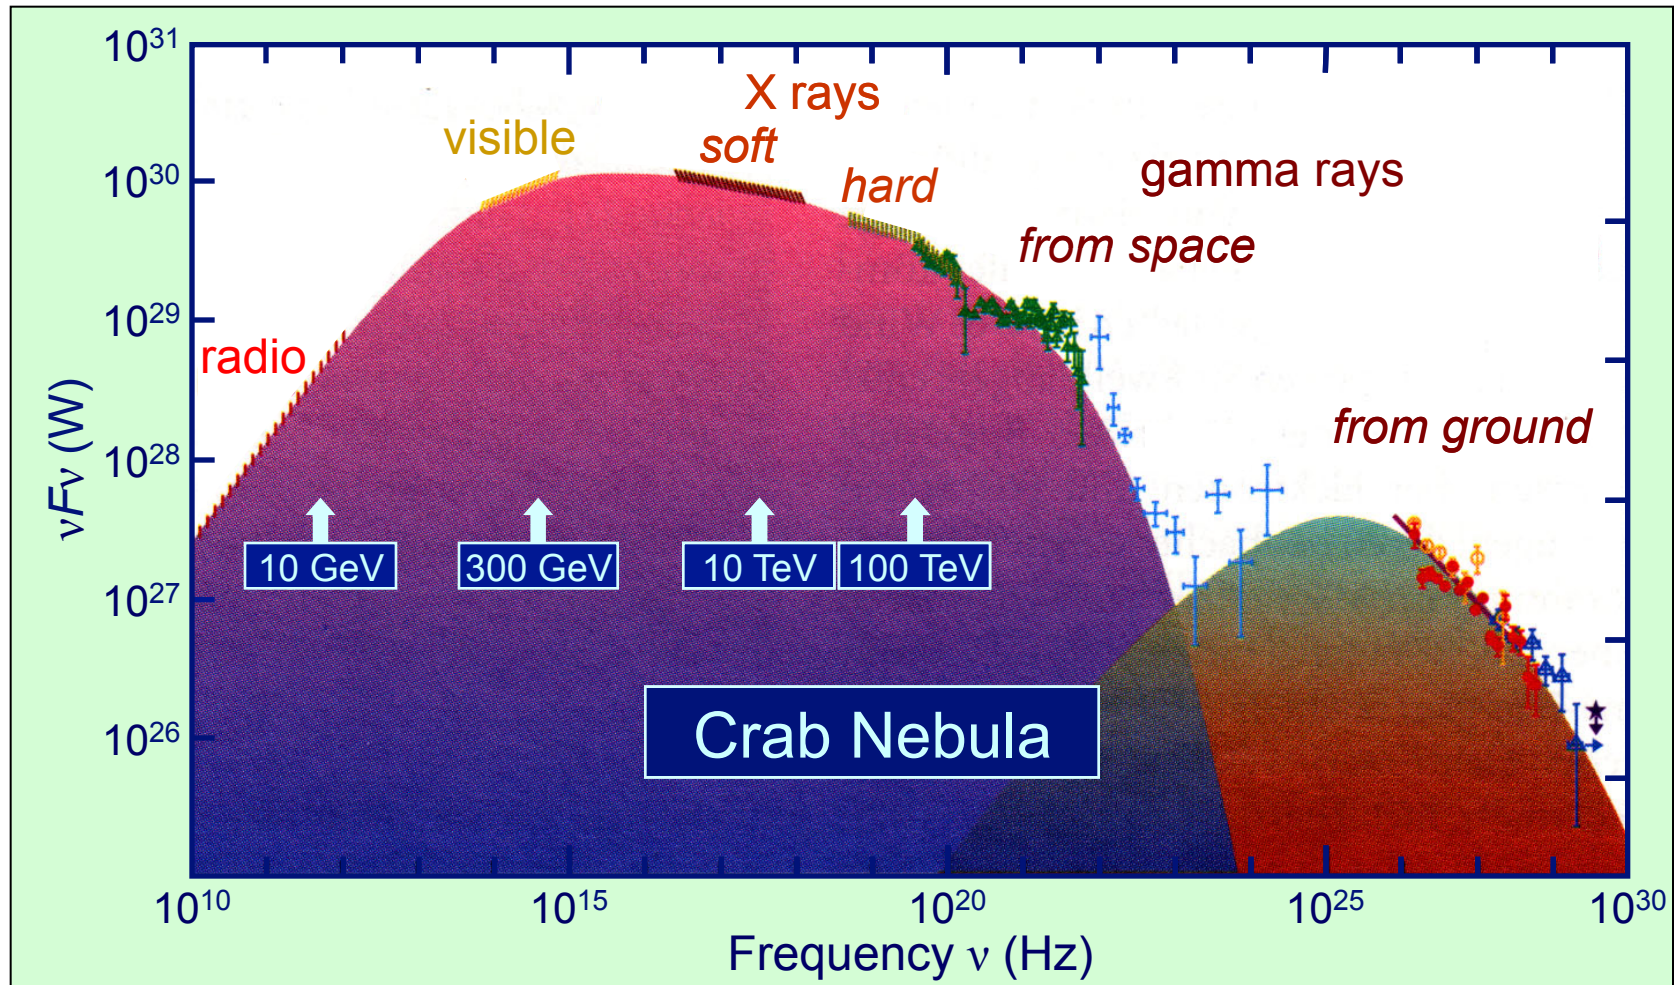 10³¹
X rays
visible
soft
10³⁰
hard
gamma rays
from space
10²⁹
radio
νFν (W)
from ground
10²⁸
10 GeV
300 GeV
10 TeV
100 TeV
10²⁷
Crab Nebula
10²⁶
10¹⁰
10¹⁵
10²⁰
10²⁵
10³⁰
Frequency ν (Hz)